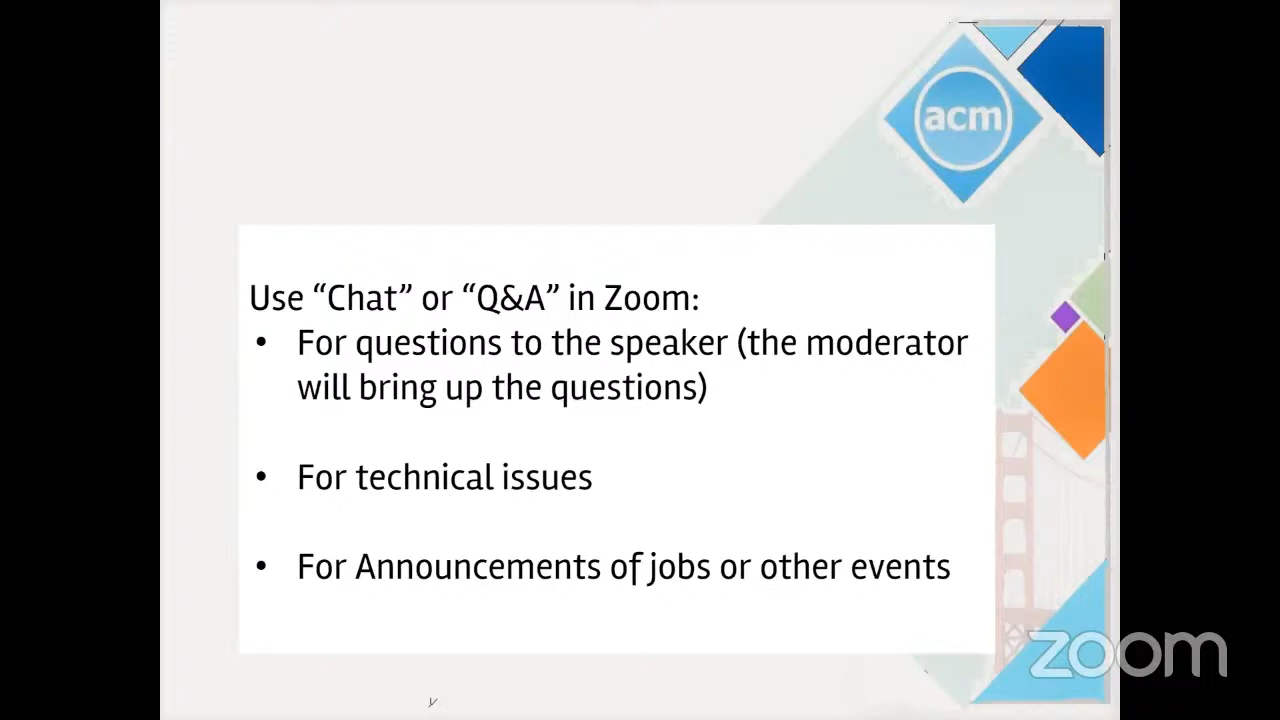 acm
Use “Chat” or “Q&A” in Zoom:
• For questions to the speaker (the moderator
will bring up the questions)
• For technical issues
• For Announcements of jobs or other events
zoom